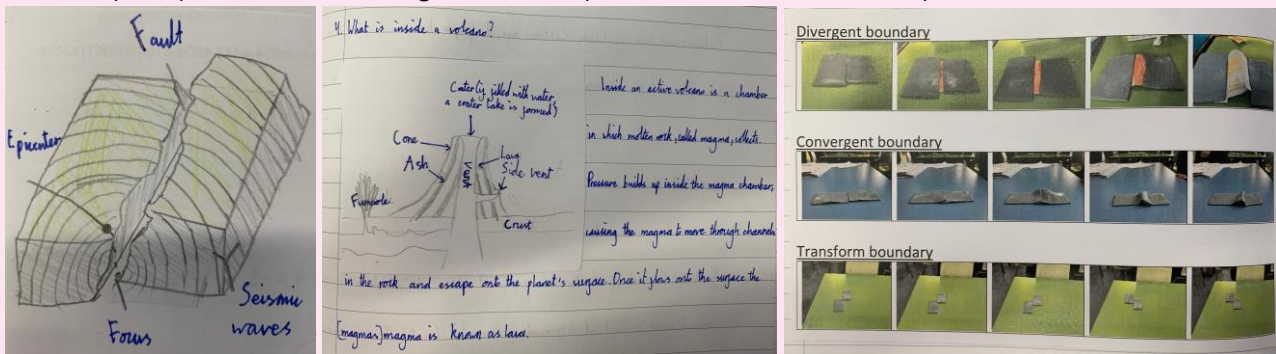 Fault
Epicenter
Focus
Seismic
waves
4. What is inside a volcano?
Crater (if filled with water,
a crater lake is formed)
Cone
Ash
Lava
Side vent
Vent
Crust
Inside an active volcano is a chamber
in which molten rock, called magma, collects.
Pressure builds up inside the magma chamber,
causing the magma to move through channels
in the rock and escape onto the planet's surface. Once it flows onto the surface the
(magmas) magma is known as lava.
Divergent boundary
Convergent boundary
Transform boundary